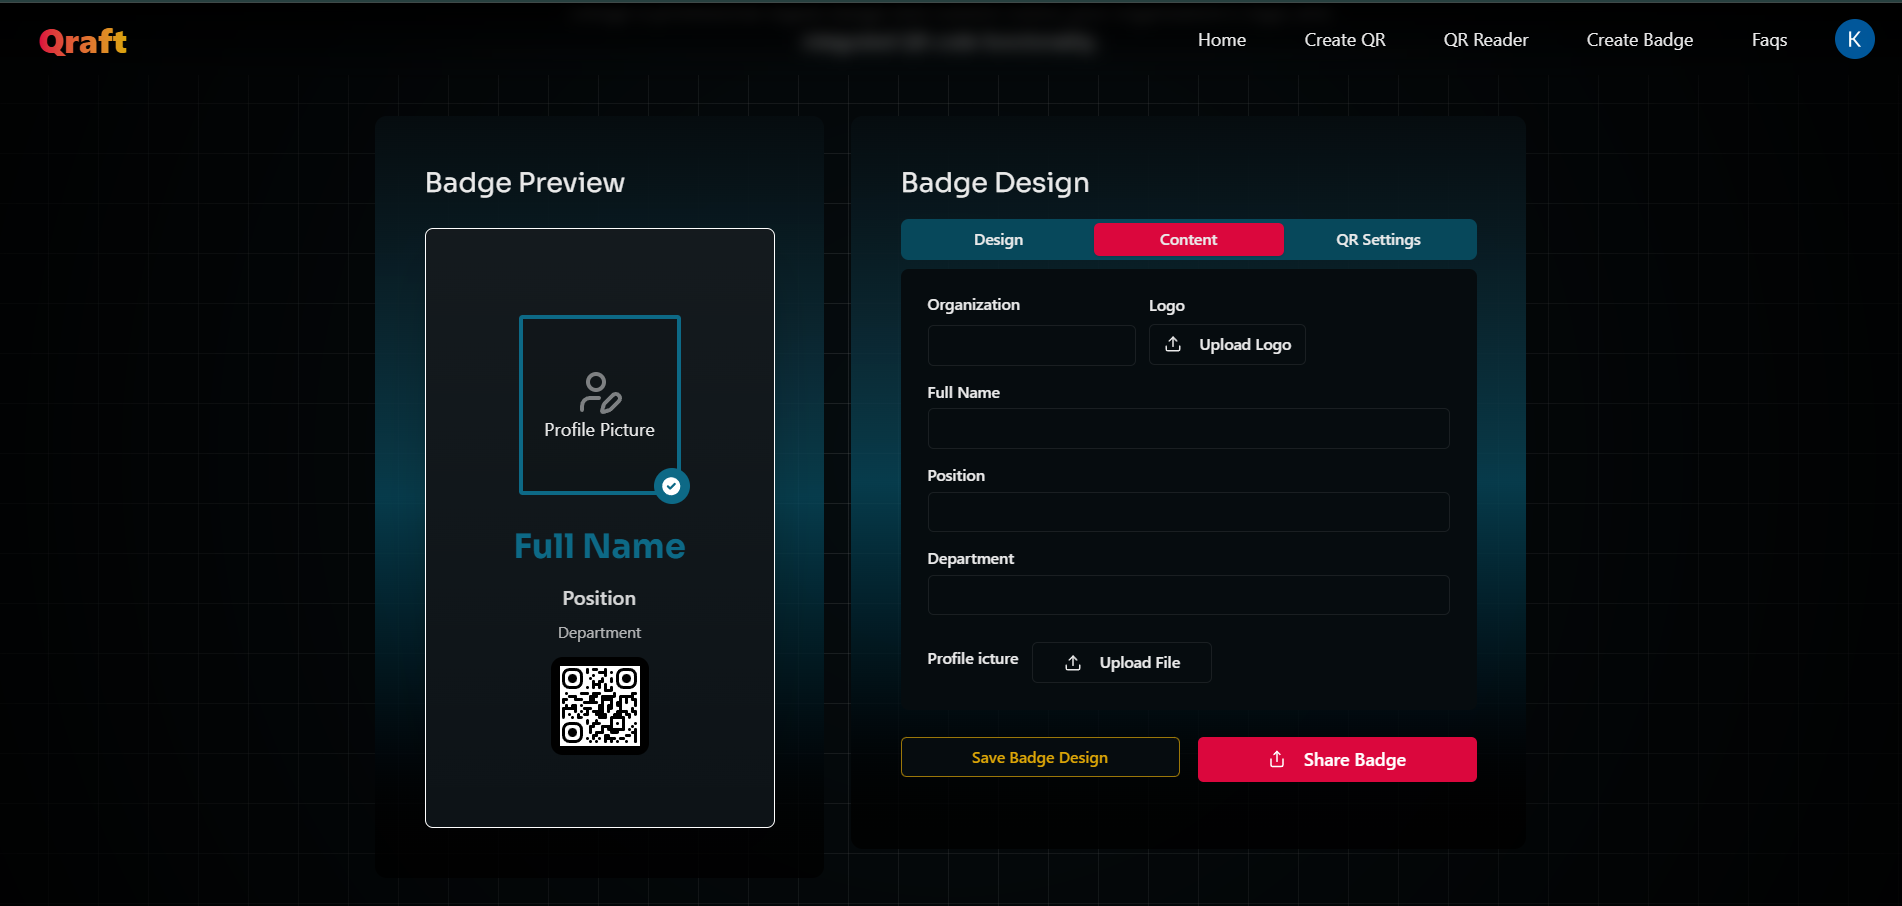 Qraft
Home
Create QR
QR Reader
Create Badge
Faqs
K
Badge Preview
Profile Picture
Full Name
Position
Department
Badge Design
Design
Content
QR Settings
Organization
Logo
Upload Logo
Full Name
Position
Department
Profile icture
Upload File
Save Badge Design
Share Badge